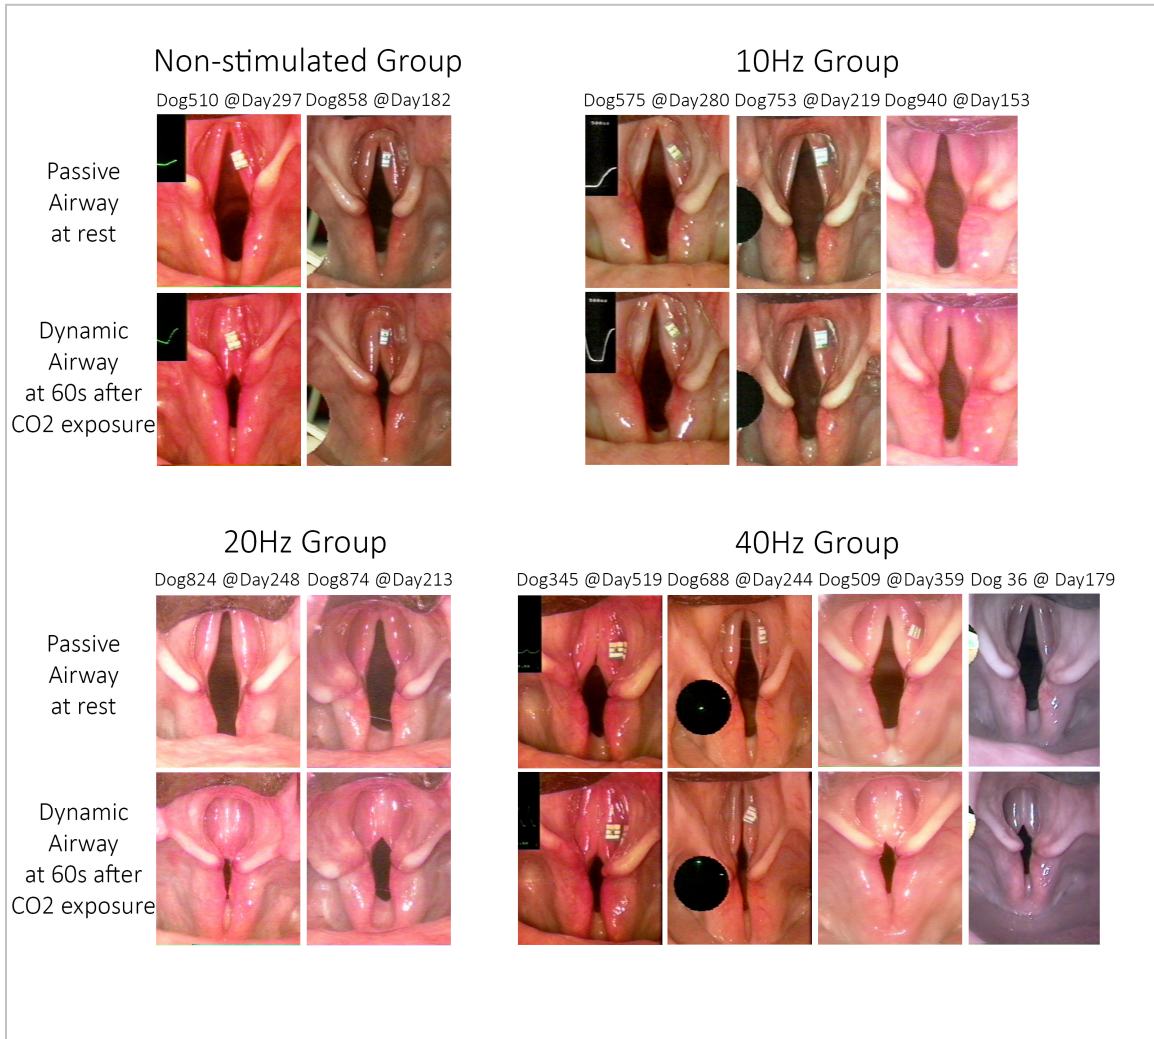 Non-stimulated Group
10Hz Group
Dog510 @Day297
Dog858 @Day182
Dog575 @Day280
Dog753 @Day219
Dog940 @Day153
Passive
Airway
at rest
Dynamic
Airway
at 60s after
CO2 exposure
20Hz Group
40Hz Group
Dog824 @Day248
Dog874 @Day213
Dog345 @Day519
Dog688 @Day244
Dog509 @Day359
Dog 36 @ Day179
Passive
Airway
at rest
Dynamic
Airway
at 60s after
CO2 exposure